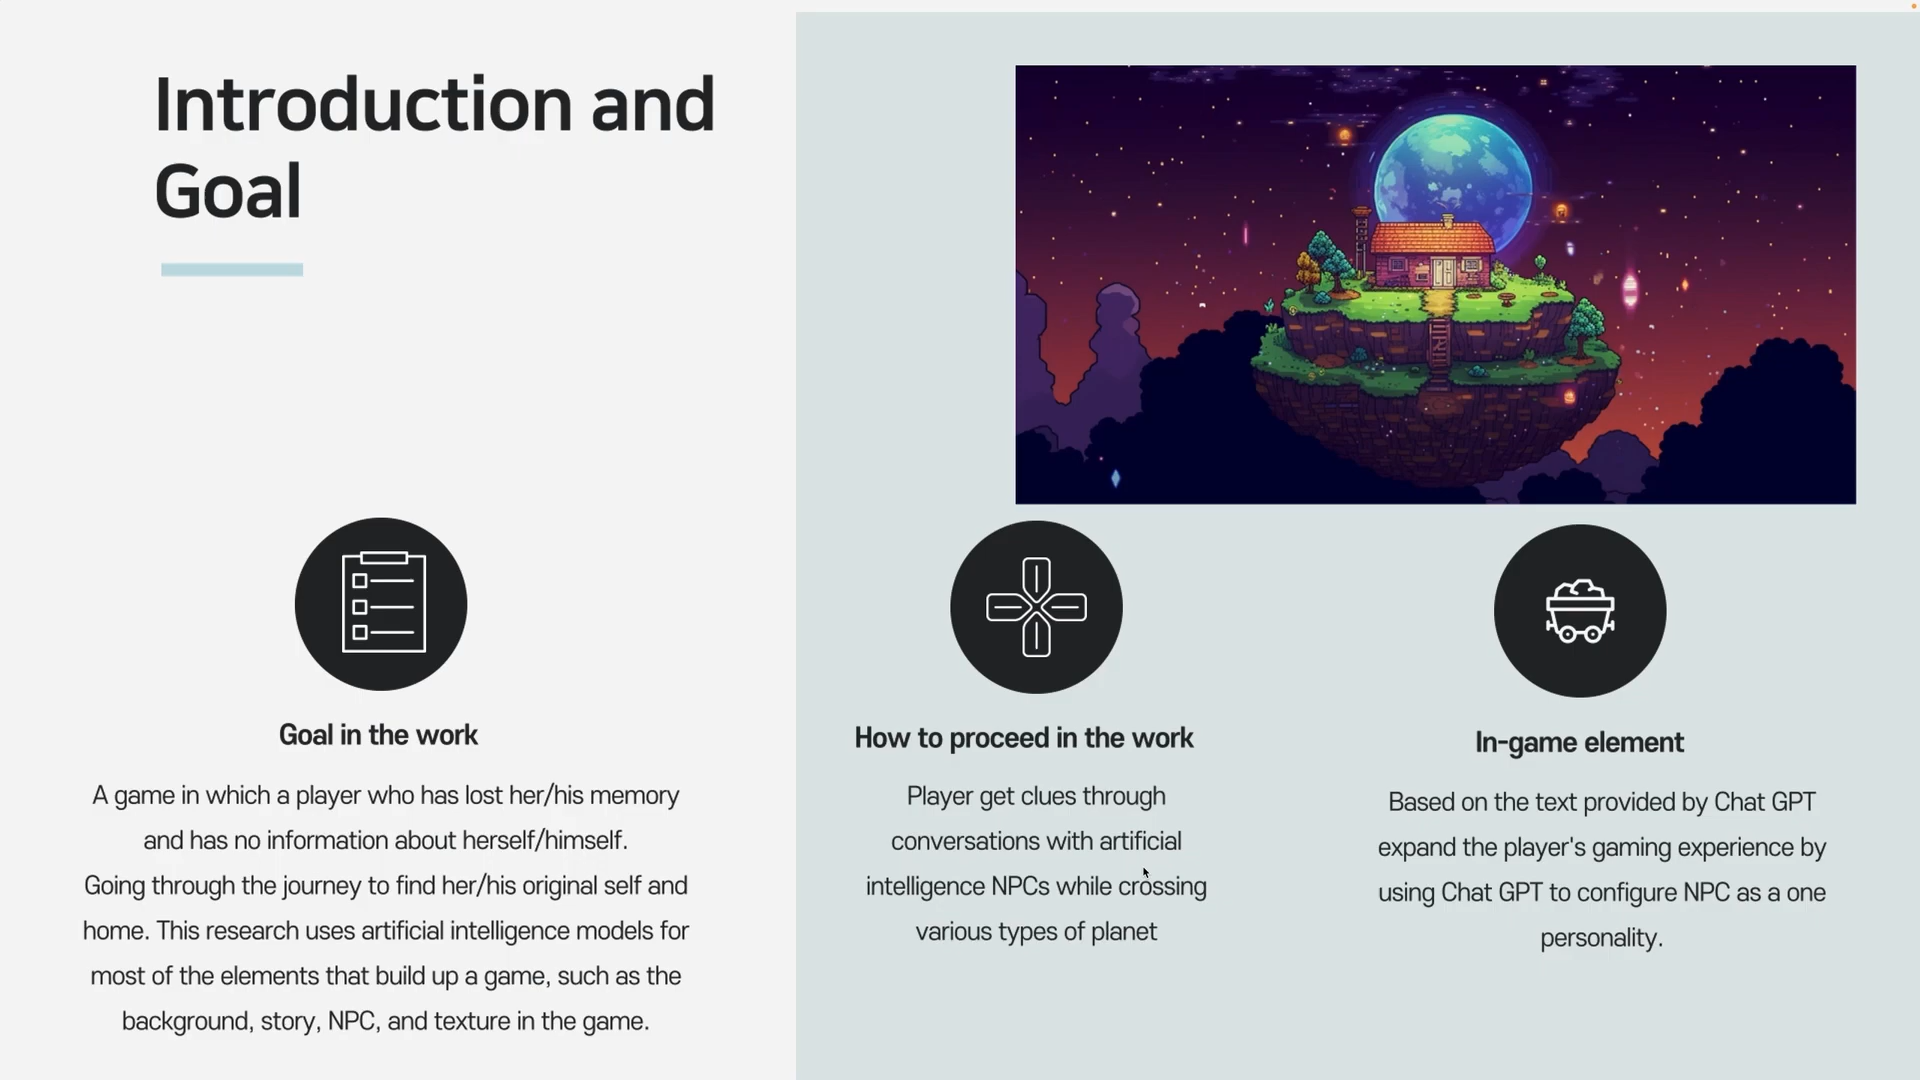 Introduction and
Goal
Goal in the work
A game in which a player who has lost her/his memory
and has no information about herself/himself.
Going through the journey to find her/his original self and
home. This research uses artificial intelligence models for
most of the elements that build up a game, such as the
background, story, NPC, and texture in the game.
How to proceed in the work
Player get clues through
conversations with artificial
intelligence NPCs while crossing
various types of planet
In-game element
Based on the text provided by Chat GPT
expand the player's gaming experience by
using Chat GPT to configure NPC as a one
personality.